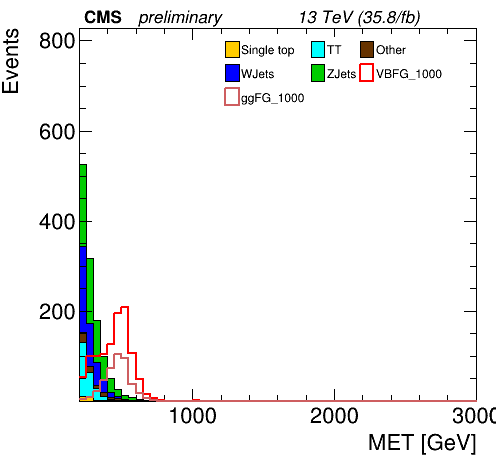 CMS preliminary 13 TeV (35.8/fb)
Events
800
600
400
200
Single top TT Other
WJets ZJets VBFG_1000
ggFG_1000
1000 2000 3000
MET [GeV]